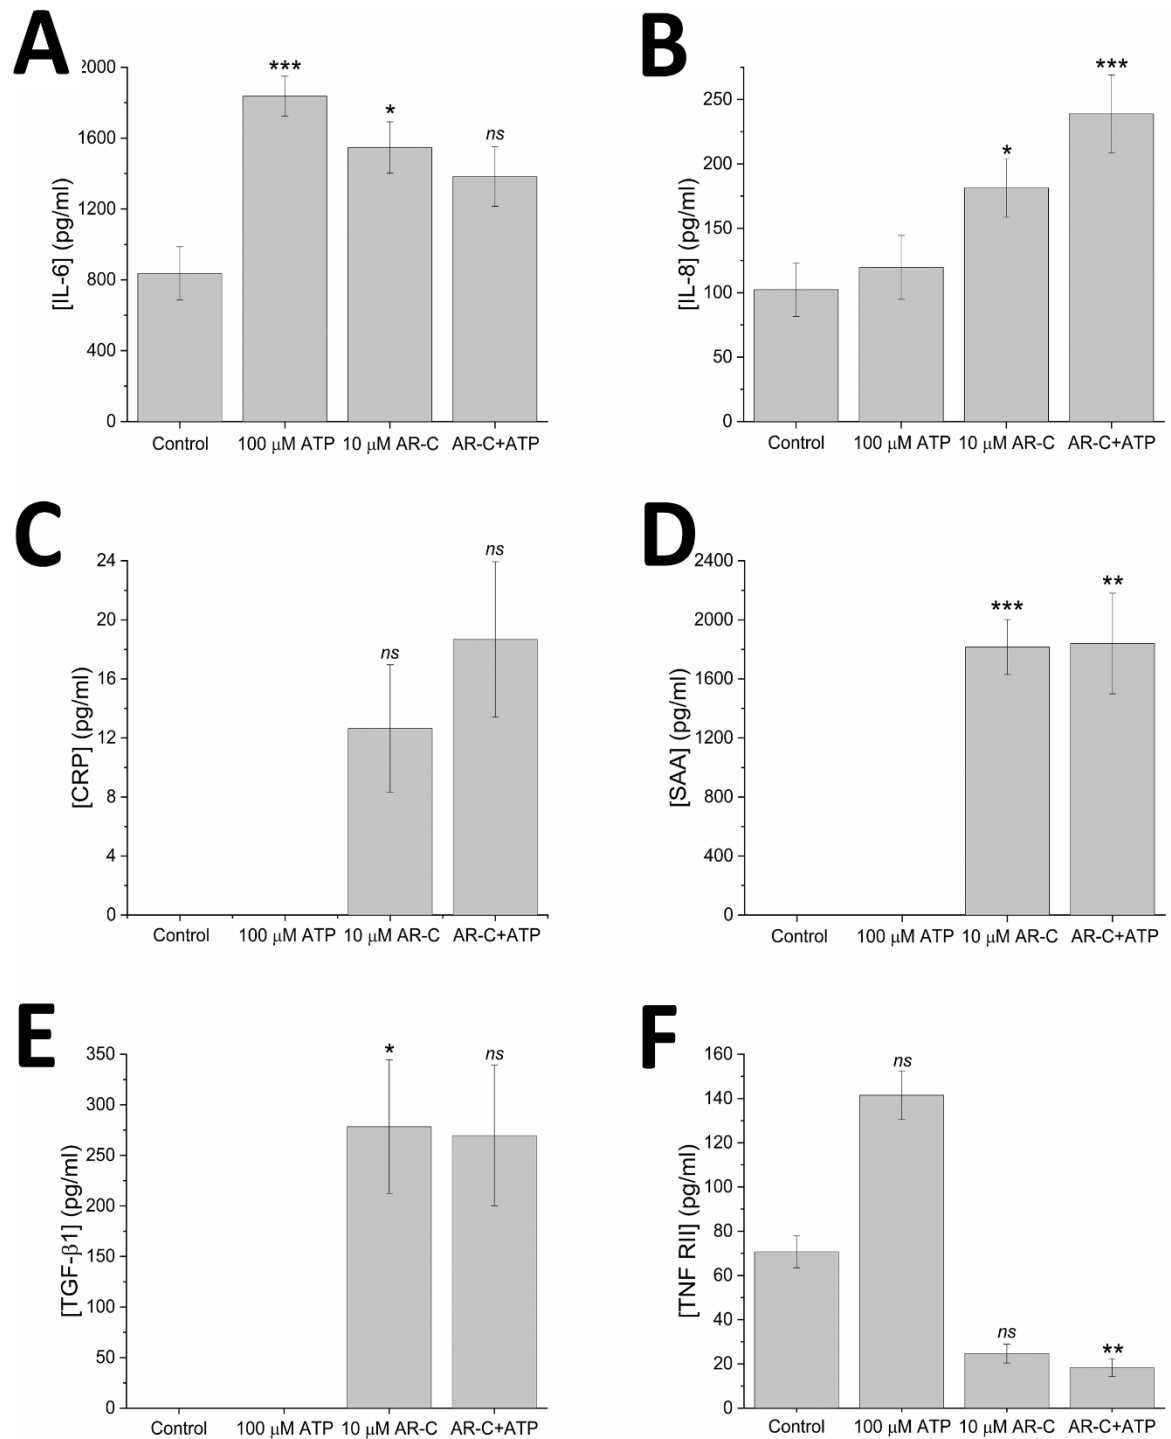 A
2000
1600
1200
800
400
0
[IL-6] (pg/ml)
***
*
ns
Control 100 μM ATP 10 μM AR-C AR-C+ATP
B
250
200
150
100
50
0
[IL-8] (pg/ml)
*
***
Control 100 μM ATP 10 μM AR-C AR-C+ATP
C
24
20
16
12
8
4
0
[CRP] (pg/ml)
ns
ns
Control 100 μM ATP 10 μM AR-C AR-C+ATP
D
2400
2000
1600
1200
800
400
0
[SAA] (pg/ml)
***
**
Control 100 μM ATP 10 μM AR-C AR-C+ATP
E
350
300
250
200
150
100
50
0
[TGF-β1] (pg/ml)
*
ns
Control 100 μM ATP 10 μM AR-C AR-C+ATP
F
160
140
120
100
80
60
40
20
0
[TNF RII] (pg/ml)
ns
ns
**
Control 100 μM ATP 10 μM AR-C AR-C+ATP